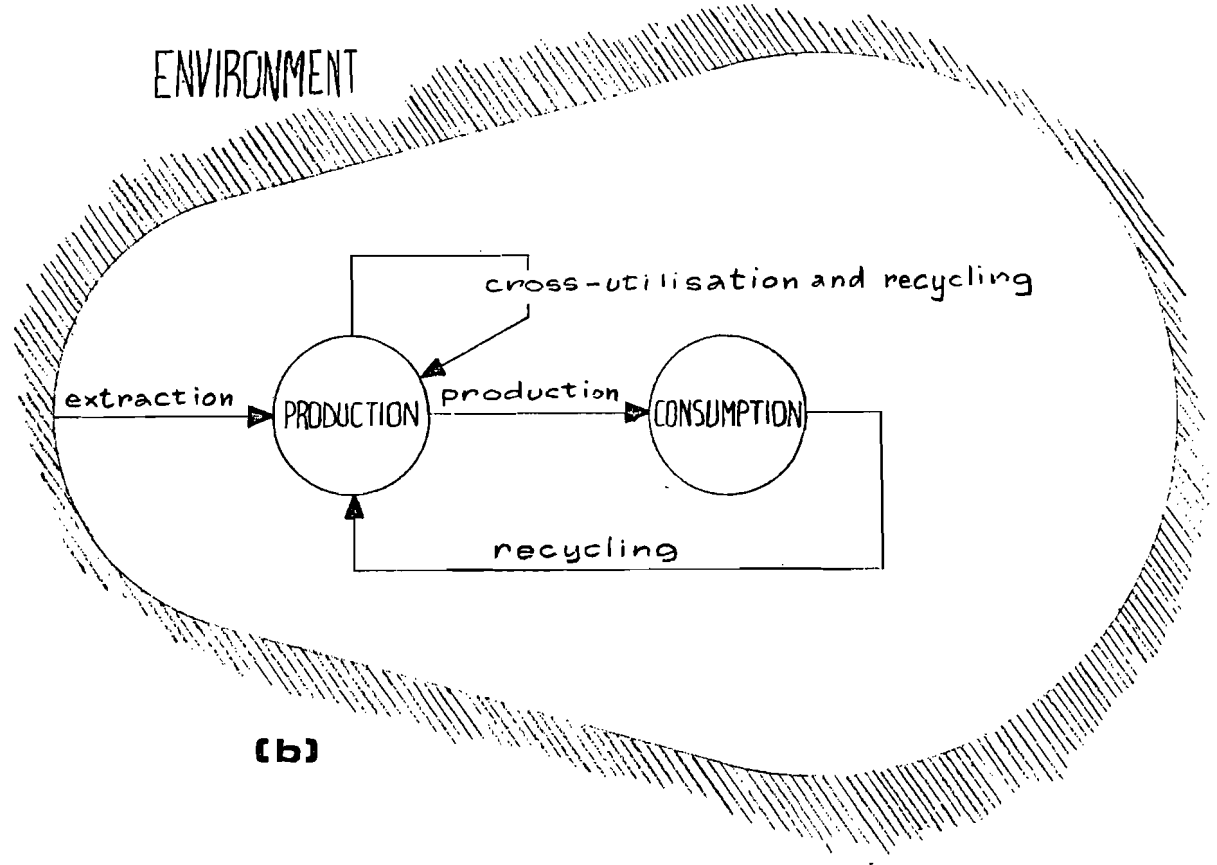 ENVIRONMENT
cross-utilisation and recycling
extraction
production
PRODUCTION
CONSUMPTION
recycling
(b)